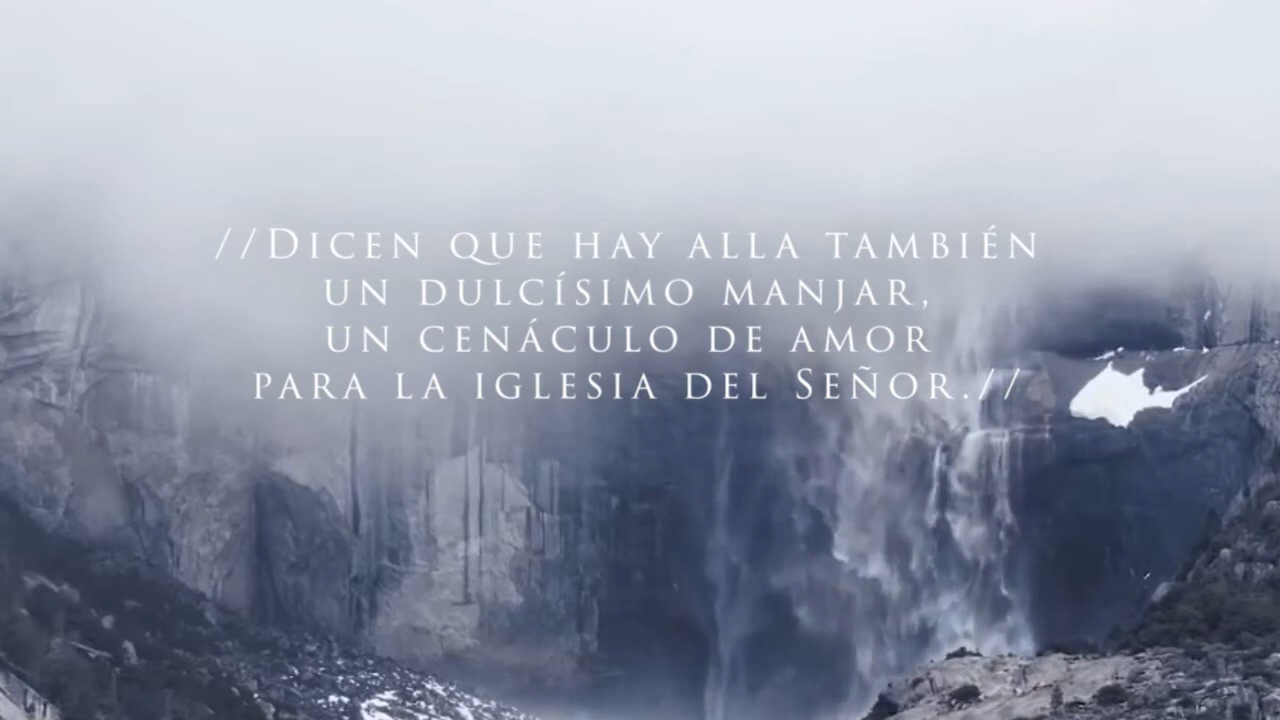 //Dicen que hay alla también
un dulcísimo manjar,
un cenáculo de amor
para la iglesia del Señor.//